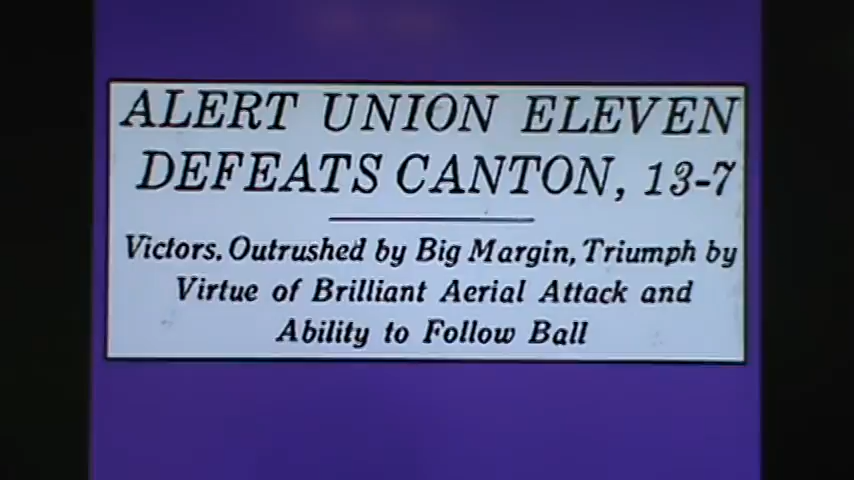 ALERT UNION ELEVEN
DEFEATS CANTON, 13-7
Victors. Outrushed by Big Margin, Triumph by
Virtue of Brilliant Aerial Attack and
Ability to Follow Ball